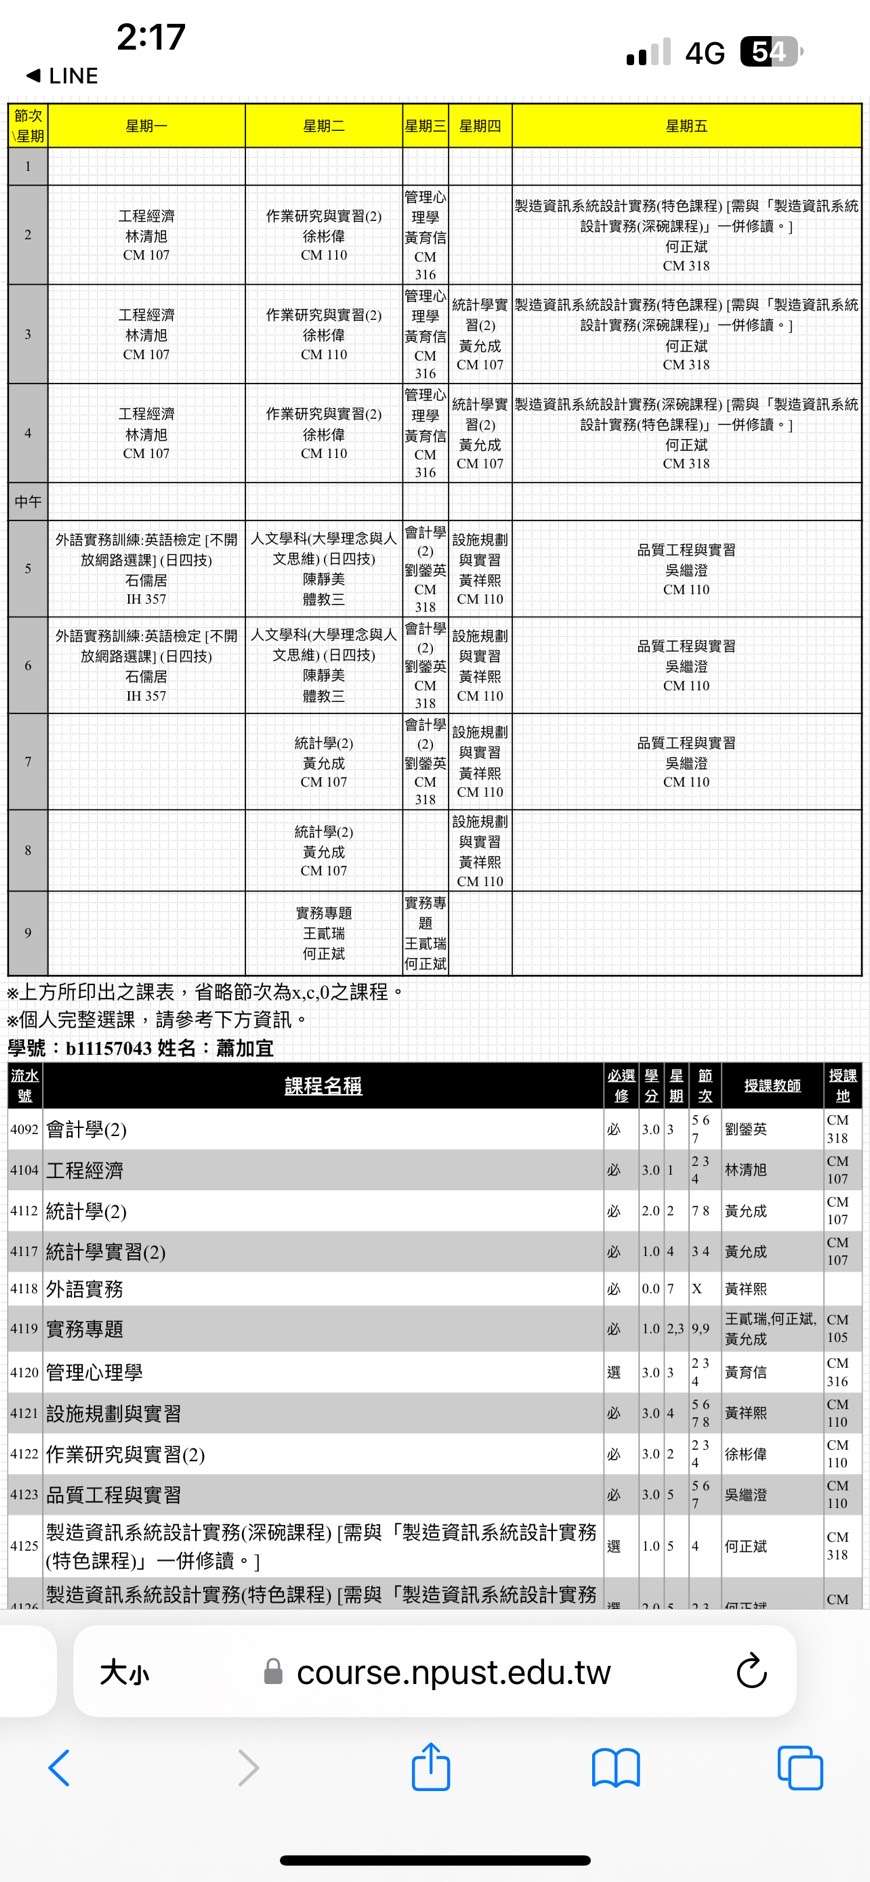 2:17
4G 54
◀ LINE
節次\星期 星期一 星期二 星期三 星期四 星期五
1
2
工程經濟
林清旭
CM 107
作業研究與實習(2)
徐彬偉
CM 110
管理心
理學
黃育信
CM
316
製造資訊系統設計實務(特色課程) [需與「製造資訊系統
設計實務(深碗課程)」一併修讀。]
何正斌
CM 318
3
工程經濟
林清旭
CM 107
作業研究與實習(2)
徐彬偉
CM 110
管理心
理學
黃育信
CM
316
統計學實
習(2)
黃允成
CM 107
製造資訊系統設計實務(特色課程) [需與「製造資訊系統
設計實務(深碗課程)」一併修讀。]
何正斌
CM 318
4
工程經濟
林清旭
CM 107
作業研究與實習(2)
徐彬偉
CM 110
管理心
理學
黃育信
CM
316
統計學實
習(2)
黃允成
CM 107
製造資訊系統設計實務(深碗課程) [需與「製造資訊系統
設計實務(特色課程)」一併修讀。]
何正斌
CM 318
中午
5
外語實務訓練:英語檢定 [不開
放網路選課] (日四技)
石儒居
IH 357
人文學科(大學理念與人
文思維) (日四技)
陳靜美
體教三
會計學
(2)
劉鎣英
CM
318
設施規劃
與實習
黃祥熙
CM 110
品質工程與實習
吳繼澄
CM 110
6
外語實務訓練:英語檢定 [不開
放網路選課] (日四技)
石儒居
IH 357
人文學科(大學理念與人
文思維) (日四技)
陳靜美
體教三
會計學
(2)
劉鎣英
CM
318
設施規劃
與實習
黃祥熙
CM 110
品質工程與實習
吳繼澄
CM 110
7
統計學(2)
黃允成
CM 107
會計學
(2)
劉鎣英
CM
318
設施規劃
與實習
黃祥熙
CM 110
品質工程與實習
吳繼澄
CM 110
8
統計學(2)
黃允成
CM 107
設施規劃
與實習
黃祥熙
CM 110
9
實務專題
王貳瑞
何正斌
實務專
題
王貳瑞
何正斌
※上方所印出之課表，省略節次為x,c,0之課程。
※個人完整選課，請參考下方資訊。
學號：b11157043 姓名：蕭加宜
流水號 課程名稱 必選修 學分 星期 節次 授課教師 授課地
4092 會計學(2) 必 3.0 3 5 6 7 劉鎣英 CM 318
4104 工程經濟 必 3.0 1 2 3 4 林清旭 CM 107
4112 統計學(2) 必 2.0 2 7 8 黃允成 CM 107
4117 統計學實習(2) 必 1.0 4 3 4 黃允成 CM 107
4118 外語實務 必 0.0 7 X 黃祥熙
4119 實務專題 必 1.0 2,3 9,9 王貳瑞,何正斌,黃允成 CM 105
4120 管理心理學 選 3.0 3 2 3 4 黃育信 CM 316
4121 設施規劃與實習 必 3.0 4 5 6 7 8 黃祥熙 CM 110
4122 作業研究與實習(2) 必 3.0 2 2 3 4 徐彬偉 CM 110
4123 品質工程與實習 必 3.0 5 5 6 7 吳繼澄 CM 110
4125 製造資訊系統設計實務(深碗課程) [需與「製造資訊系統設計實務
(特色課程)」一併修讀。] 選 1.0 5 4 何正斌 CM 318
4126 製造資訊系統設計實務(特色課程) [需與「製造資訊系統設計實務 選 2.0 5 2 3 何正斌 CM
大小 course.npust.edu.tw